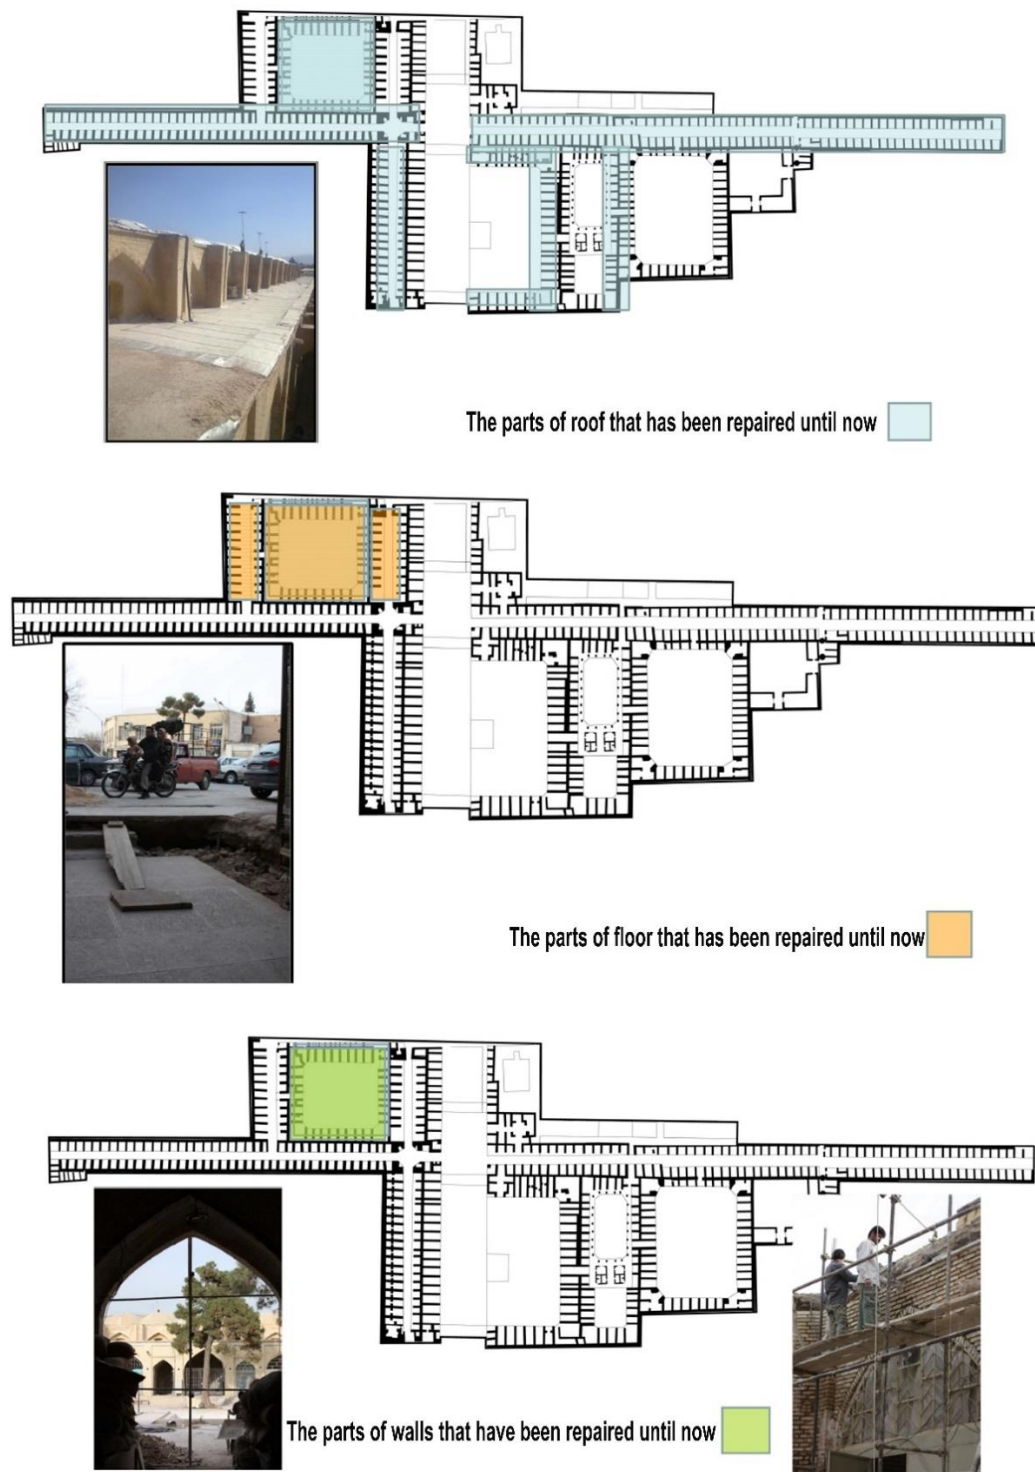 The parts of roof that has been repaired until now
The parts of floor that has been repaired until now
The parts of walls that have been repaired until now